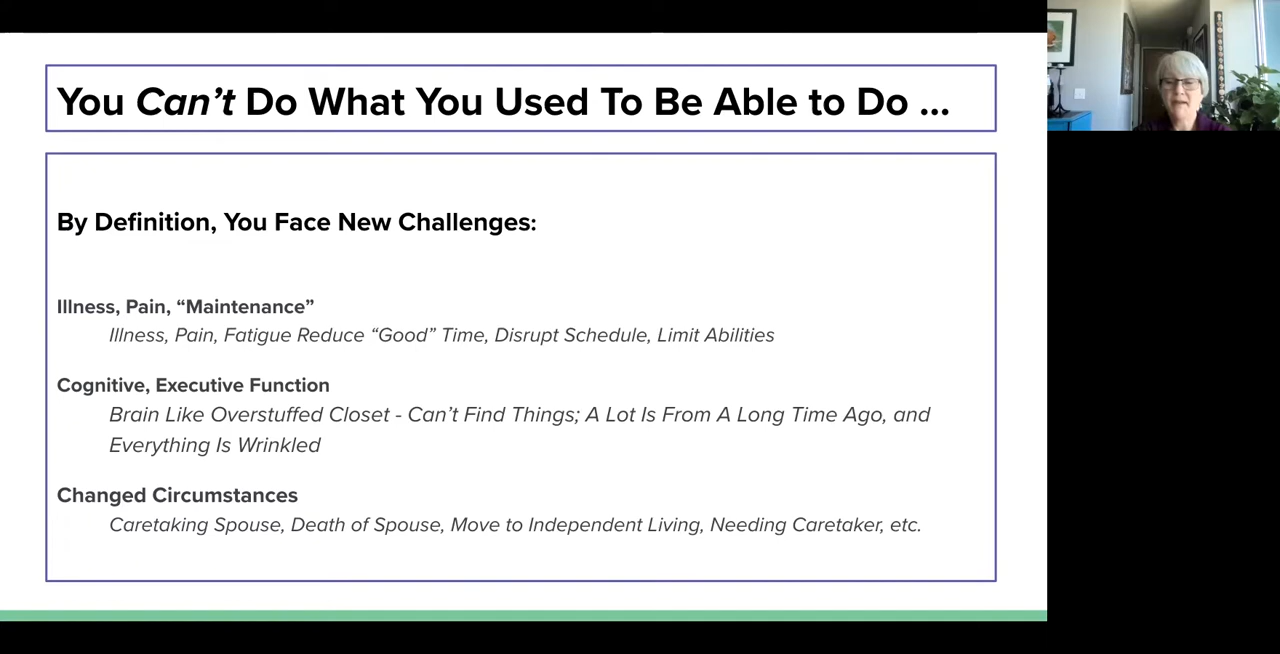 You Can’t Do What You Used To Be Able to Do ...
By Definition, You Face New Challenges:
Illness, Pain, “Maintenance”
Illness, Pain, Fatigue Reduce “Good” Time, Disrupt Schedule, Limit Abilities
Cognitive, Executive Function
Brain Like Overstuffed Closet - Can’t Find Things; A Lot Is From A Long Time Ago, and
Everything Is Wrinkled
Changed Circumstances
Caretaking Spouse, Death of Spouse, Move to Independent Living, Needing Caretaker, etc.